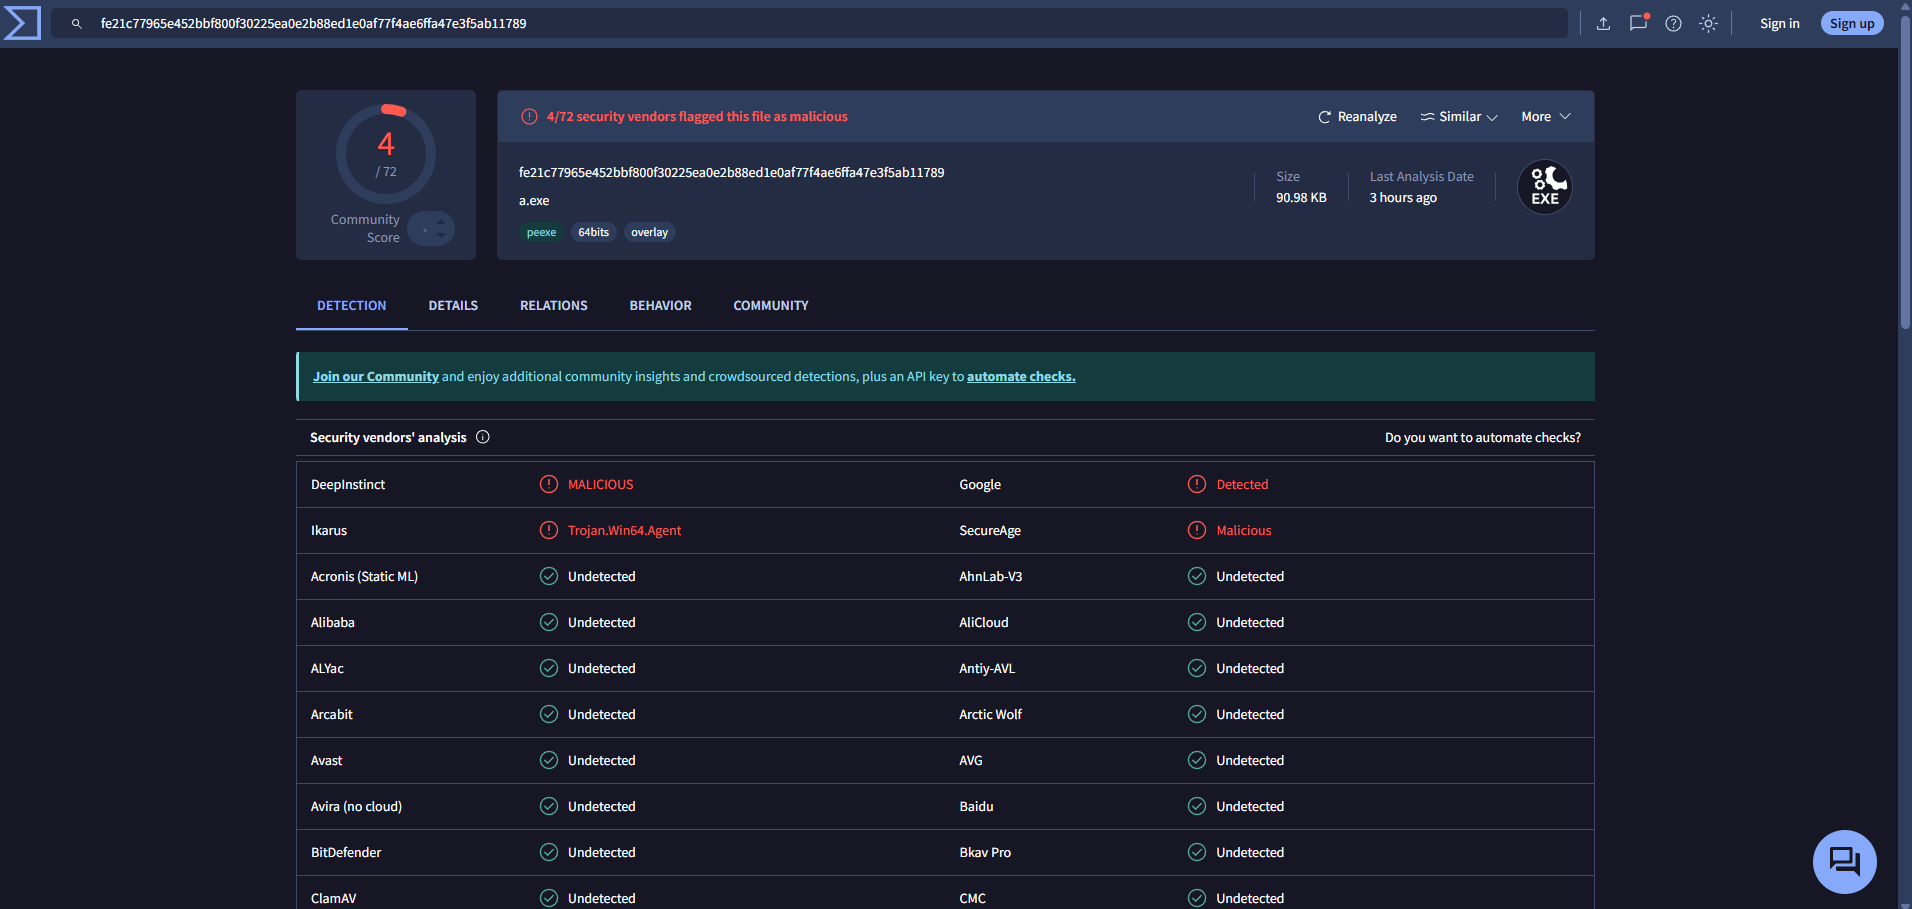 fe21c77965e452bbf800f30225ea0e2b88ed1e0af77f4ae6ffa47e3f5ab11789
Sign in
Sign up
4
/ 72
Community
Score
4/72 security vendors flagged this file as malicious
Reanalyze
Similar
More
fe21c77965e452bbf800f30225ea0e2b88ed1e0af77f4ae6ffa47e3f5ab11789
a.exe
peexe
64bits
overlay
Size
90.98 KB
Last Analysis Date
3 hours ago
EXE
DETECTION
DETAILS
RELATIONS
BEHAVIOR
COMMUNITY
Join our Community and enjoy additional community insights and crowdsourced detections, plus an API key to automate checks.
Security vendors' analysis
Do you want to automate checks?
DeepInstinct MALICIOUS Google Detected
Ikarus Trojan.Win64.Agent SecureAge Malicious
Acronis (Static ML) Undetected AhnLab-V3 Undetected
Alibaba Undetected AliCloud Undetected
ALYac Undetected Antiy-AVL Undetected
Arcabit Undetected Arctic Wolf Undetected
Avast Undetected AVG Undetected
Avira (no cloud) Undetected Baidu Undetected
BitDefender Undetected Bkav Pro Undetected
ClamAV Undetected CMC Undetected